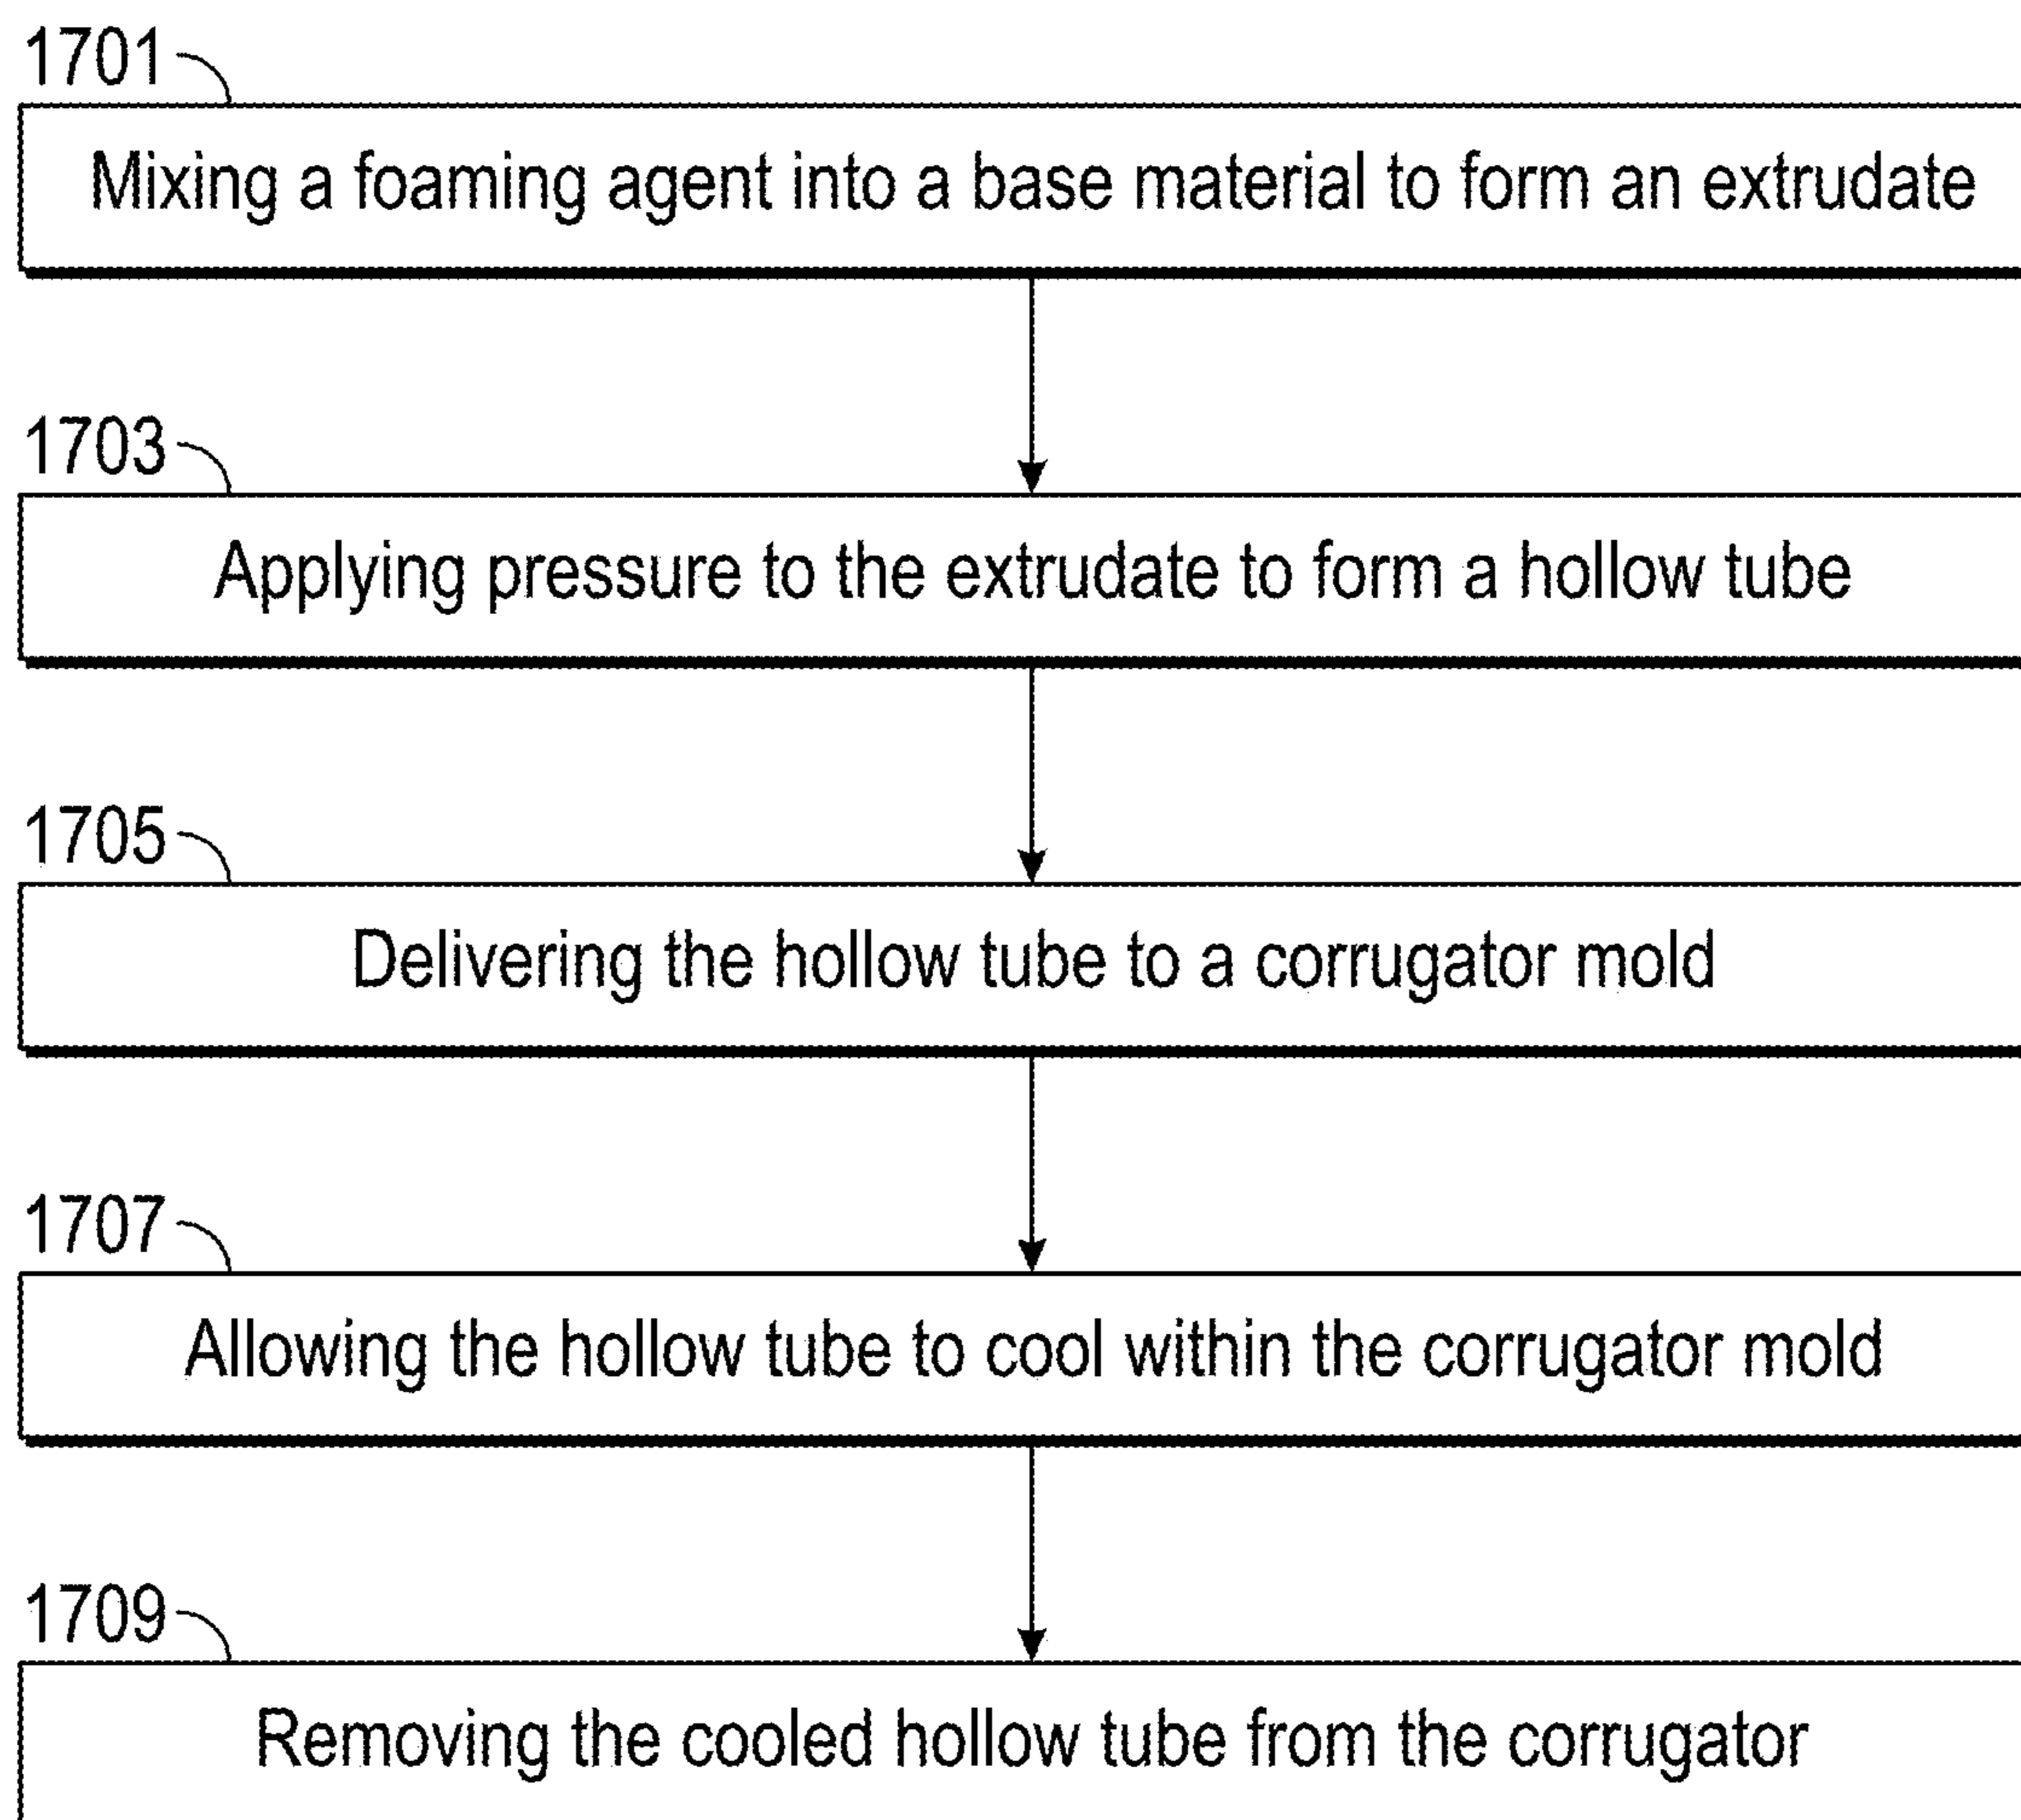 1701
Mixing a foaming agent into a base material to form an extrudate
1703
Applying pressure to the extrudate to form a hollow tube
1705
Delivering the hollow tube to a corrugator mold
1707
Allowing the hollow tube to cool within the corrugator mold
1709
Removing the cooled hollow tube from the corrugator